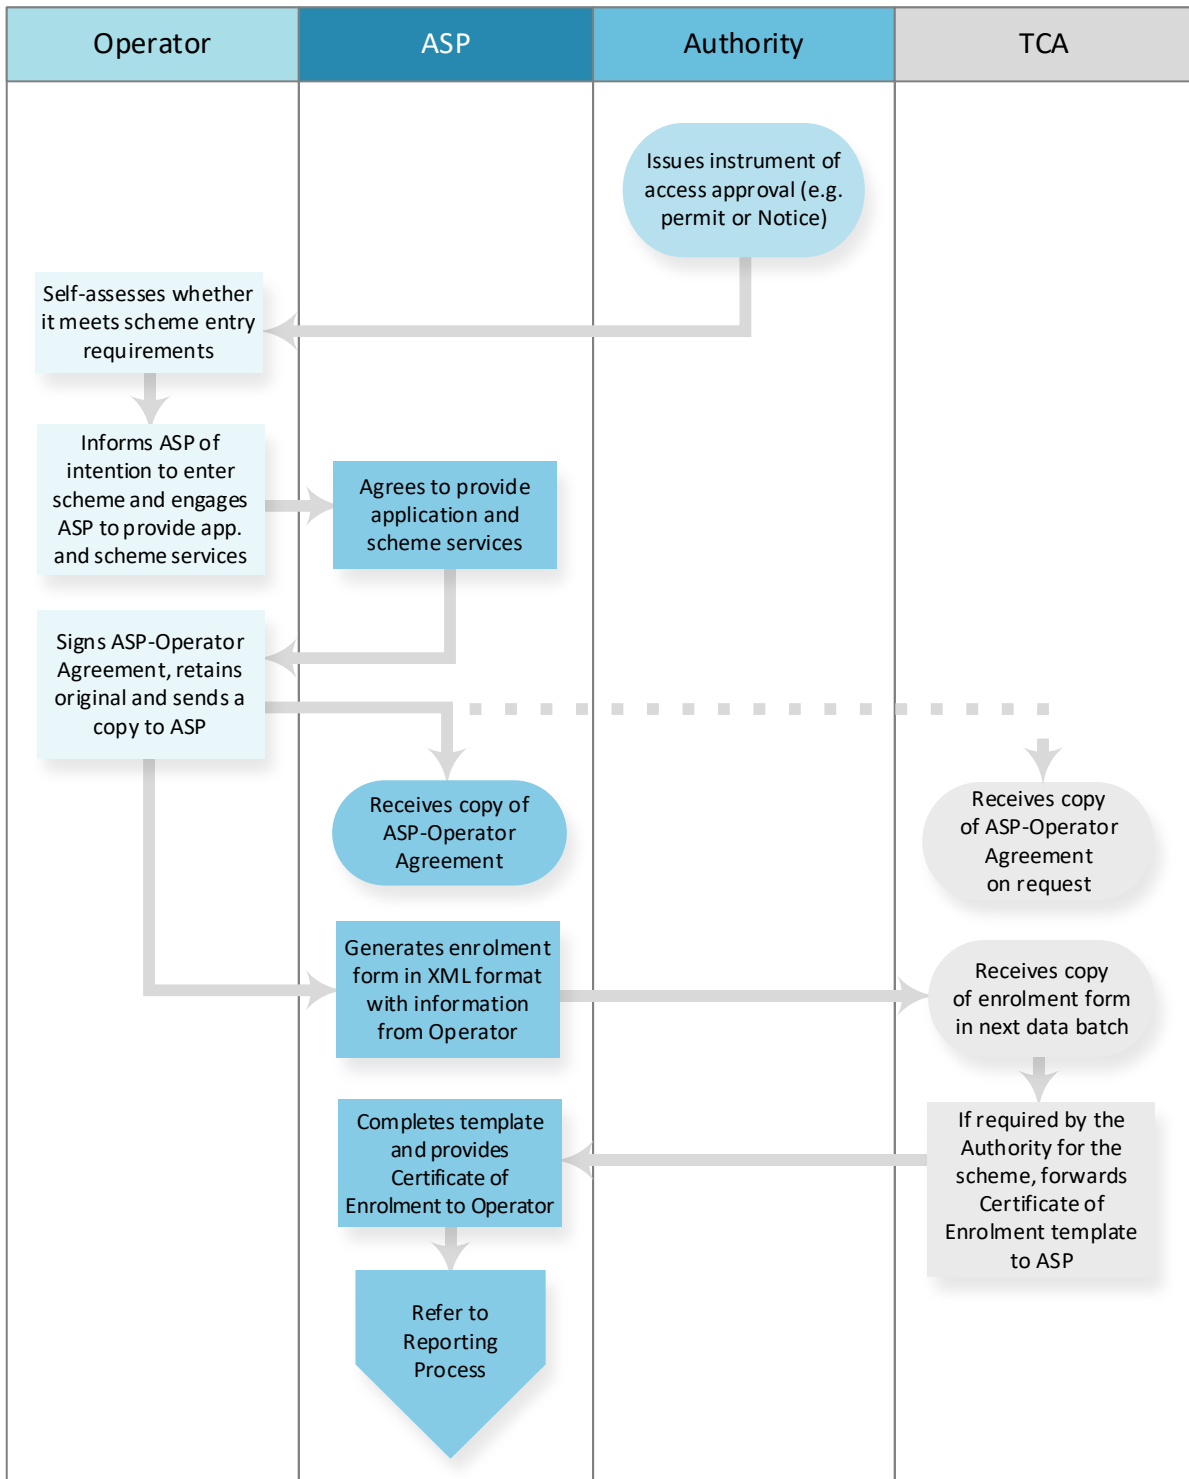 Operator
ASP
Authority
TCA
Issues instrument of
access approval (e.g.
permit or Notice)
Self-assesses whether
it meets scheme entry
requirements
Informs ASP of
intention to enter
scheme and engages
ASP to provide app.
and scheme services
Agrees to provide
application and
scheme services
Signs ASP-Operator
Agreement, retains
original and sends a
copy to ASP
Receives copy of
ASP-Operator
Agreement
Receives copy
of ASP-Operator
Agreement
on request
Generates enrolment
form in XML format
with information
from Operator
Receives copy
of enrolment form
in next data batch
Completes template
and provides
Certificate of
Enrolment to Operator
If required by the
Authority for the
scheme, forwards
Certificate of
Enrolment template
to ASP
Refer to
Reporting
Process